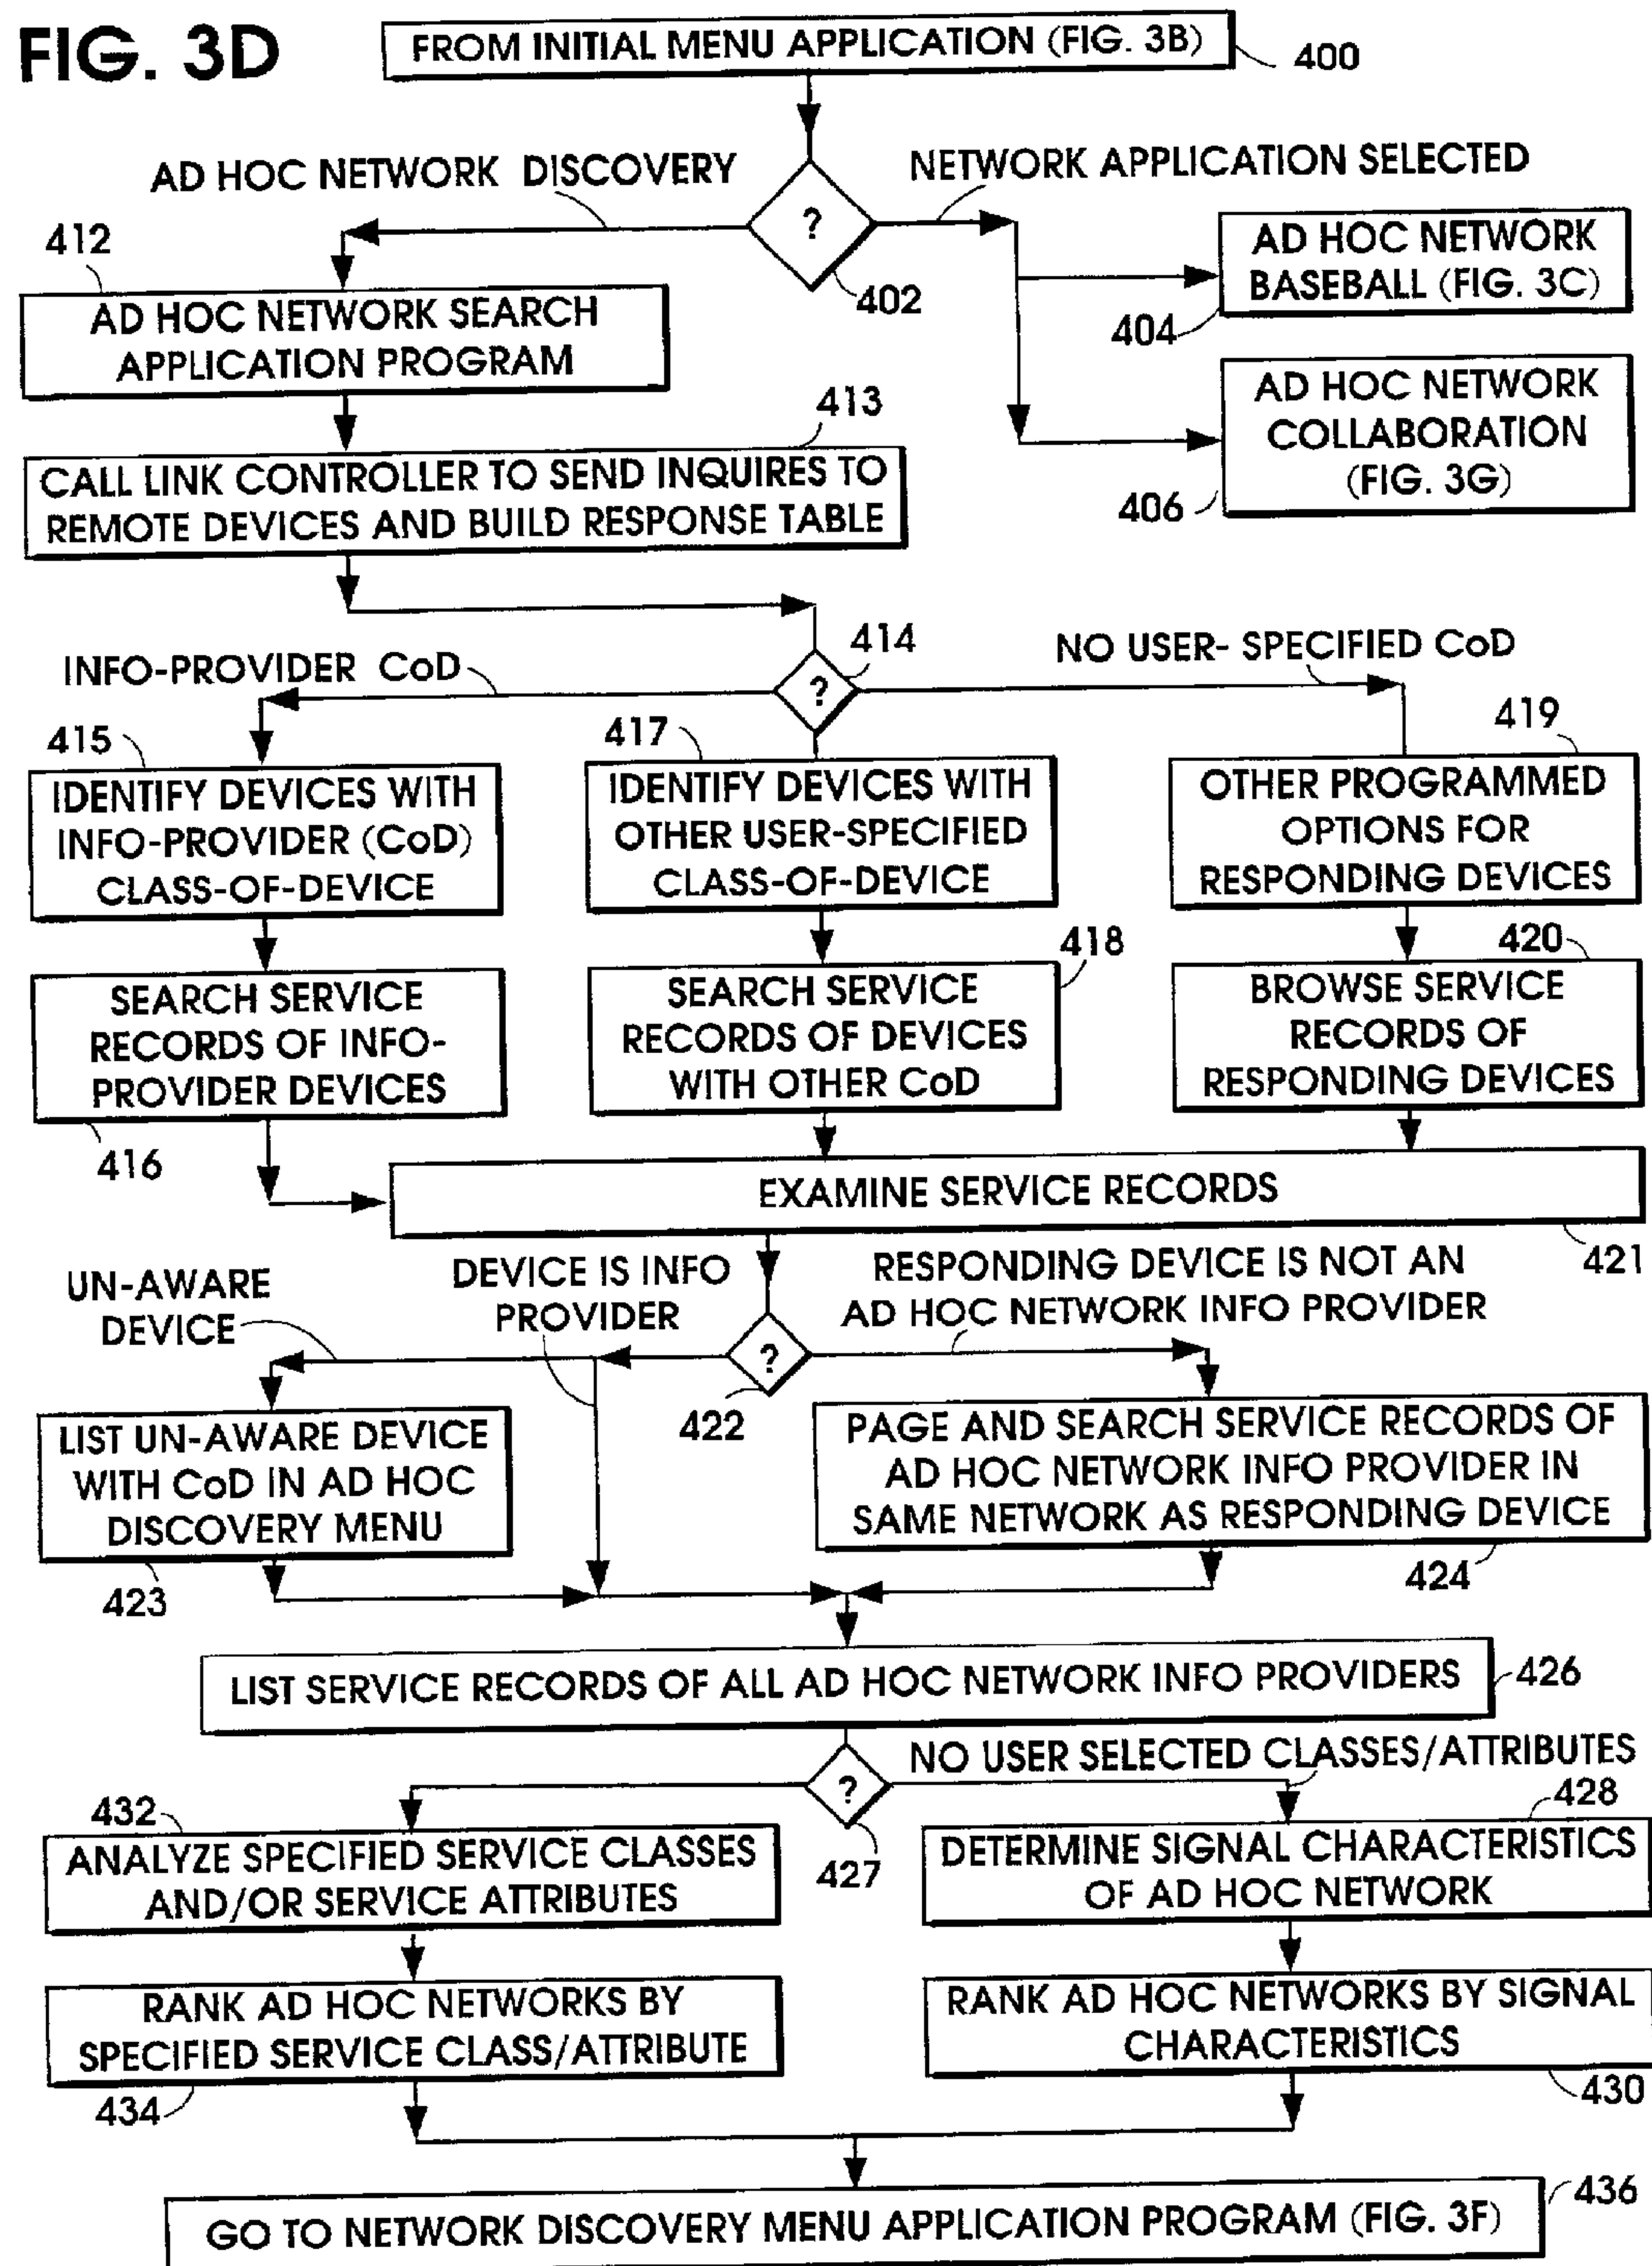 FIG. 3D
FROM INITIAL MENU APPLICATION (FIG. 3B)
400
AD HOC NETWORK DISCOVERY
NETWORK APPLICATION SELECTED
?
402
412
AD HOC NETWORK SEARCH
APPLICATION PROGRAM
AD HOC NETWORK
BASEBALL (FIG. 3C)
404
AD HOC NETWORK
COLLABORATION
(FIG. 3G)
406
413
CALL LINK CONTROLLER TO SEND INQUIRES TO
REMOTE DEVICES AND BUILD RESPONSE TABLE
414
?
INFO-PROVIDER CoD
NO USER- SPECIFIED CoD
415
IDENTIFY DEVICES WITH
INFO-PROVIDER (CoD)
CLASS-OF-DEVICE
417
IDENTIFY DEVICES WITH
OTHER USER-SPECIFIED
CLASS-OF-DEVICE
419
OTHER PROGRAMMED
OPTIONS FOR
RESPONDING DEVICES
SEARCH SERVICE
RECORDS OF INFO-
PROVIDER DEVICES
416
418
SEARCH SERVICE
RECORDS OF DEVICES
WITH OTHER CoD
420
BROWSE SERVICE
RECORDS OF
RESPONDING DEVICES
EXAMINE SERVICE RECORDS
421
UN-AWARE
DEVICE
DEVICE IS INFO
PROVIDER
RESPONDING DEVICE IS NOT AN
AD HOC NETWORK INFO PROVIDER
?
422
LIST UN-AWARE DEVICE
WITH CoD IN AD HOC
DISCOVERY MENU
423
PAGE AND SEARCH SERVICE RECORDS OF
AD HOC NETWORK INFO PROVIDER IN
SAME NETWORK AS RESPONDING DEVICE
424
LIST SERVICE RECORDS OF ALL AD HOC NETWORK INFO PROVIDERS
426
NO USER SELECTED CLASSES/ATTRIBUTES
?
427
432
ANALYZE SPECIFIED SERVICE CLASSES
AND/OR SERVICE ATTRIBUTES
428
DETERMINE SIGNAL CHARACTERISTICS
OF AD HOC NETWORK
RANK AD HOC NETWORKS BY
SPECIFIED SERVICE CLASS/ATTRIBUTE
434
RANK AD HOC NETWORKS BY SIGNAL
CHARACTERISTICS
430
GO TO NETWORK DISCOVERY MENU APPLICATION PROGRAM (FIG. 3F)
436